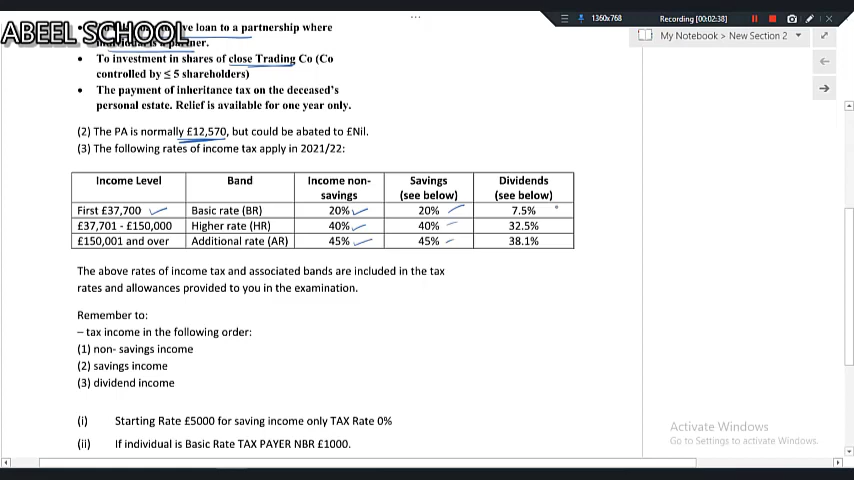 1360x768
Recording [00:02:38]
ABEEL SCHOOL
My Notebook > New Section 2
ve loan to a partnership where
individual is a partner.
• To investment in shares of close Trading Co (Co
controlled by ≤ 5 shareholders)
• The payment of inheritance tax on the deceased's
personal estate. Relief is available for one year only.
(2) The PA is normally £12,570, but could be abated to £Nil.
(3) The following rates of income tax apply in 2021/22:
Income Level Band Income non-savings Savings (see below) Dividends (see below)
First £37,700 Basic rate (BR) 20% 20% 7.5%
£37,701 - £150,000 Higher rate (HR) 40% 40% 32.5%
£150,001 and over Additional rate (AR) 45% 45% 38.1%
The above rates of income tax and associated bands are included in the tax
rates and allowances provided to you in the examination.
Remember to:
– tax income in the following order:
(1) non- savings income
(2) savings income
(3) dividend income
(i) Starting Rate £5000 for saving income only TAX Rate 0%
(ii) If individual is Basic Rate TAX PAYER NBR £1000.
Activate Windows
Go to Settings to activate Windows.